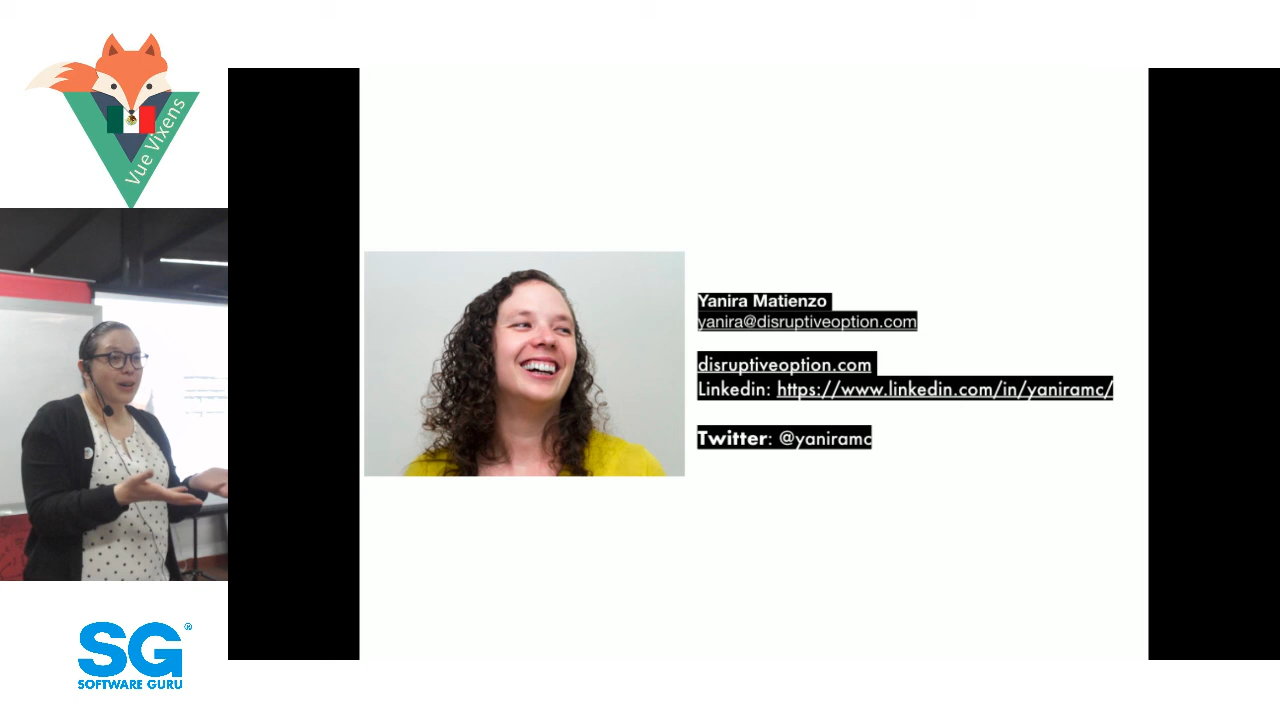 Vue Vixens
Yanira Matienzo
yanira@disruptiveoption.com
disruptiveoption.com
Linkedin: https://www.linkedin.com/in/yaniramc/
Twitter: @yaniramc
SG®
SOFTWARE GURU